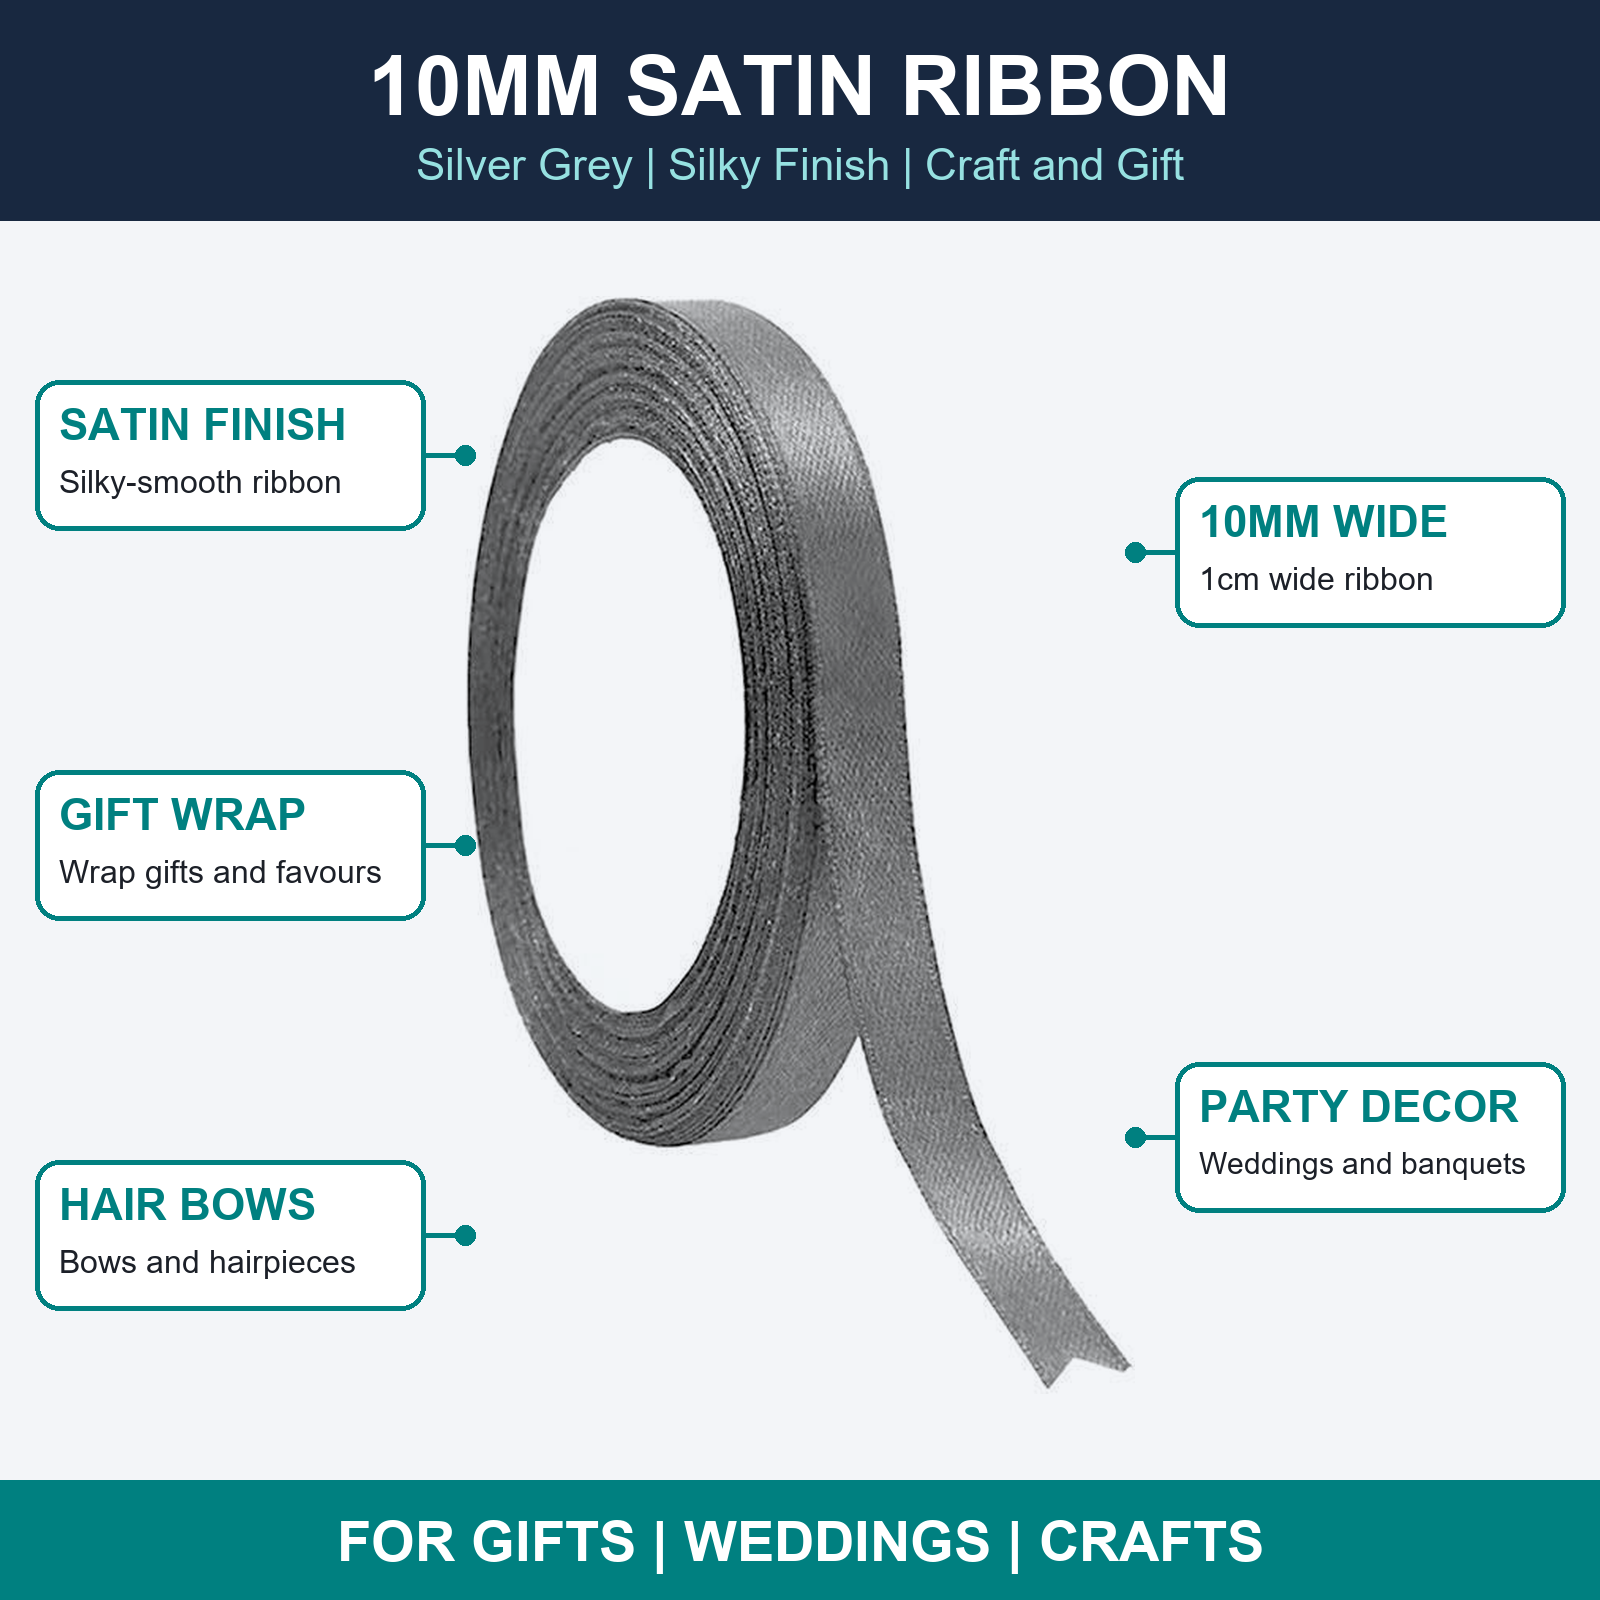 10MM SATIN RIBBON
Silver Grey | Silky Finish | Craft and Gift
SATIN FINISH
Silky-smooth ribbon
10MM WIDE
1cm wide ribbon
GIFT WRAP
Wrap gifts and favours
PARTY DECOR
Weddings and banquets
HAIR BOWS
Bows and hairpieces
FOR GIFTS | WEDDINGS | CRAFTS